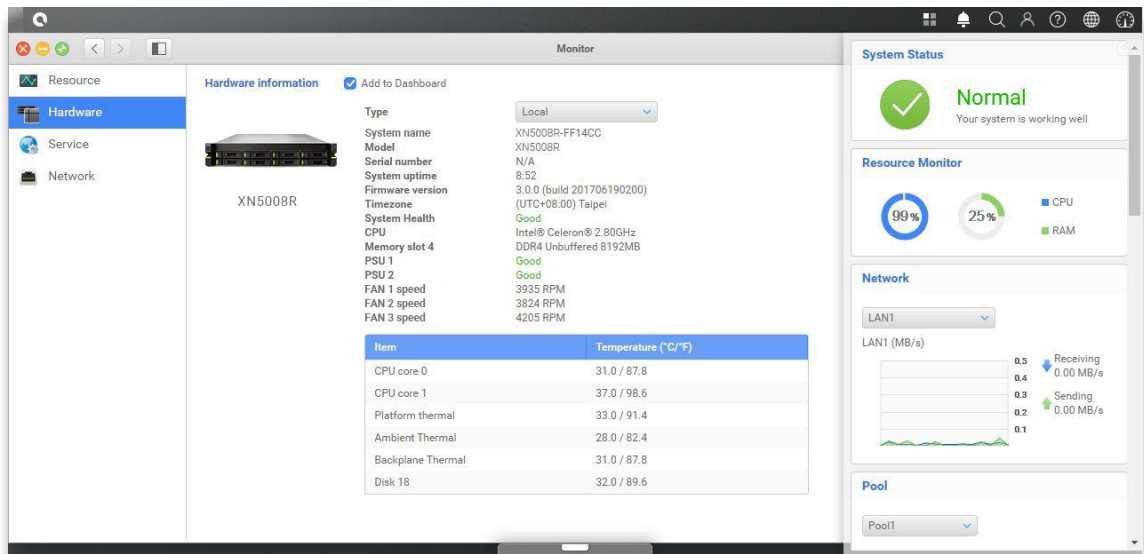 Monitor
Resource
Hardware
Service
Network
Hardware information
Add to Dashboard
XN5008R
Type Local
System name XN5008R-FF14CC
Model XN5008R
Serial number N/A
System uptime 8:52
Firmware version 3.0.0 (build 201706190200)
Timezone (UTC+08:00) Taipei
System Health Good
CPU Intel® Celeron® 2.80GHz
Memory slot 4 DDR4 Unbuffered 8192MB
PSU 1 Good
PSU 2 Good
FAN 1 speed 3935 RPM
FAN 2 speed 3824 RPM
FAN 3 speed 4205 RPM
Item Temperature (°C/°F)
CPU core 0 31.0 / 87.8
CPU core 1 37.0 / 98.6
Platform thermal 33.0 / 91.4
Ambient Thermal 28.0 / 82.4
Backplane Thermal 31.0 / 87.8
Disk 18 32.0 / 89.6
System Status
Normal
Your system is working well
Resource Monitor
99% 25%
CPU
RAM
Network
LAN1
LAN1 (MB/s)
0.5
0.4
0.3
0.2
0.1
Receiving
0.00 MB/s
Sending
0.00 MB/s
Pool
Pool1